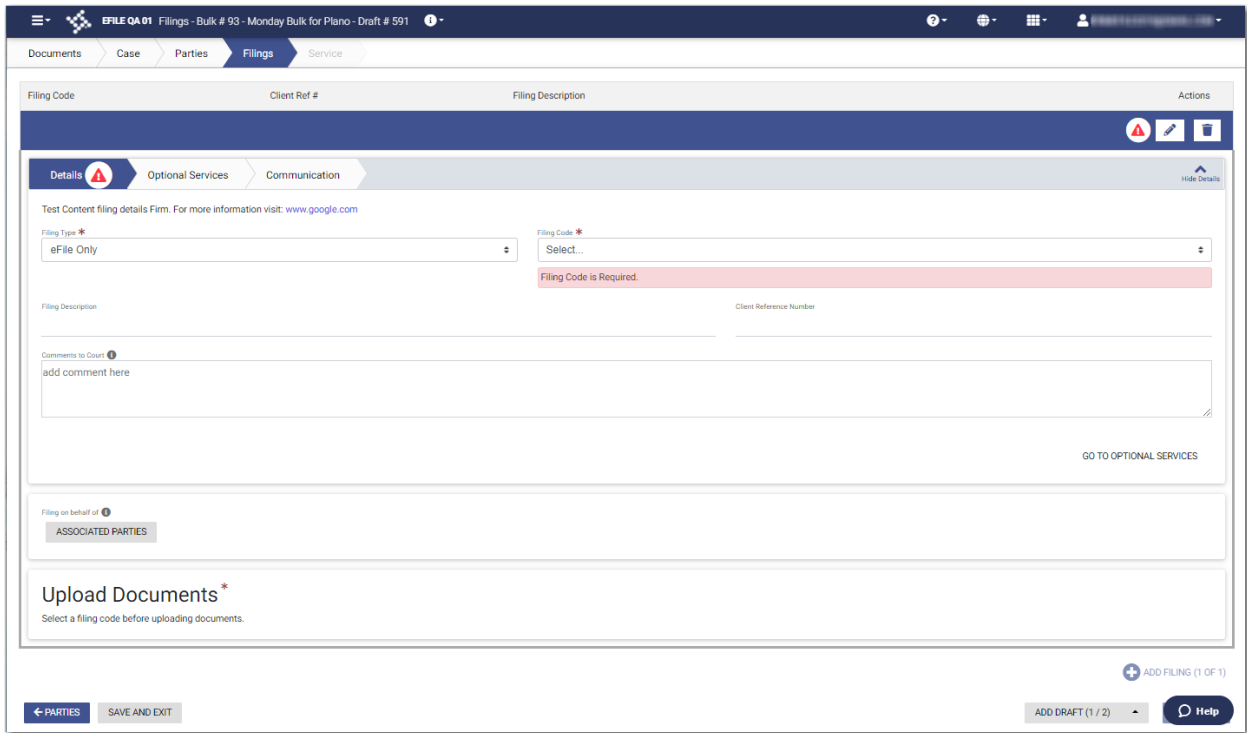 EFILE QA 01 Filings - Bulk # 93 - Monday Bulk for Plano - Draft # 591
Documents Case Parties Filings Service
Filing Code Client Ref # Filing Description Actions
Details Optional Services Communication Hide Details
Test Content filing details Firm. For more information visit: www.google.com
Filing Type * Filing Code *
eFile Only Select...
Filing Code is Required.
Filing Description Client Reference Number
Comments to Court
add comment here
GO TO OPTIONAL SERVICES
Filing on behalf of
ASSOCIATED PARTIES
Upload Documents*
Select a filing code before uploading documents.
ADD FILING (1 OF 1)
PARTIES SAVE AND EXIT ADD DRAFT (1 / 2) Help